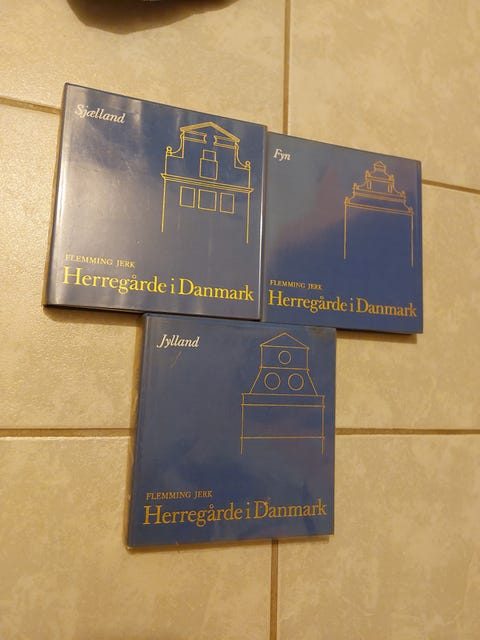 Sjælland
FLEMMING JERK
Herregårde i Danmark
Fyn
FLEMMING JERK
Herregårde i Danmark
Jylland
FLEMMING JERK
Herregårde i Danmark